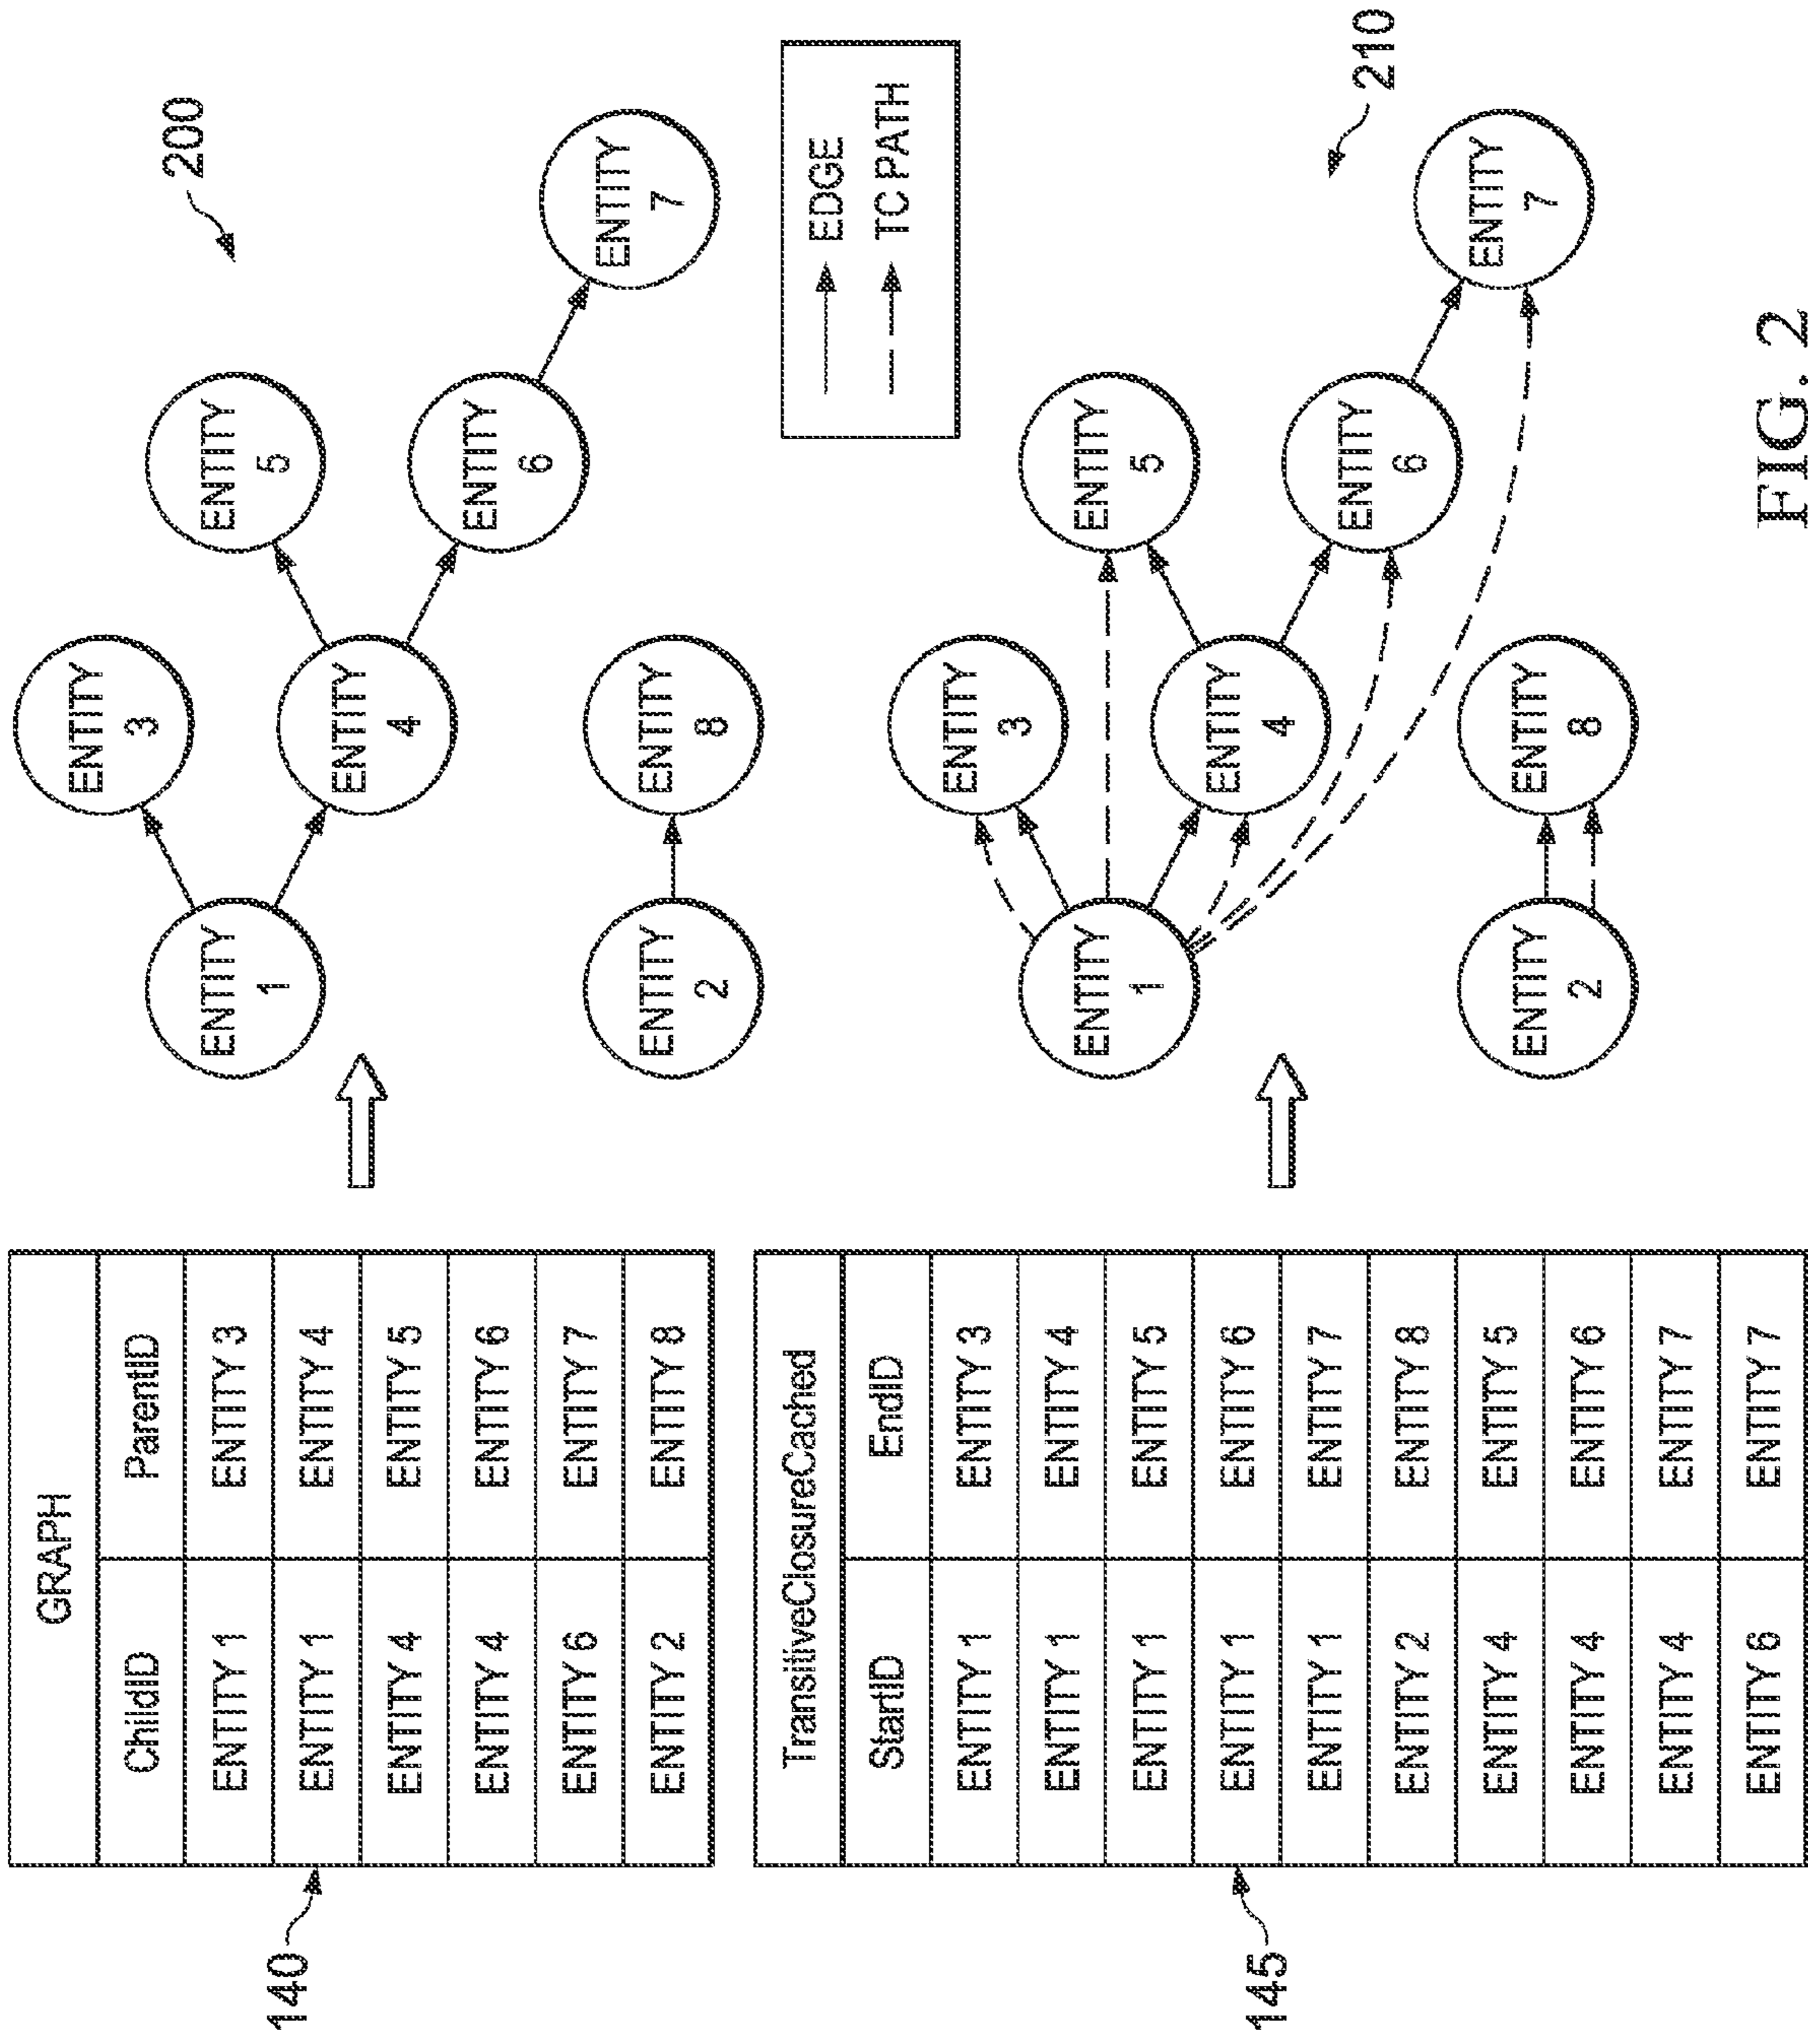 140
GRAPH
ChildID ParentID
ENTITY 1 ENTITY 3
ENTITY 1 ENTITY 4
ENTITY 4 ENTITY 5
ENTITY 4 ENTITY 6
ENTITY 6 ENTITY 7
ENTITY 2 ENTITY 8
200
ENTITY
1
ENTITY
3
ENTITY
4
ENTITY
5
ENTITY
6
ENTITY
7
ENTITY
2
ENTITY
8
EDGE
TC PATH
145
TransitiveClosureCached
StartID EndID
ENTITY 1 ENTITY 3
ENTITY 1 ENTITY 4
ENTITY 1 ENTITY 5
ENTITY 1 ENTITY 6
ENTITY 1 ENTITY 7
ENTITY 2 ENTITY 8
ENTITY 4 ENTITY 5
ENTITY 4 ENTITY 6
ENTITY 4 ENTITY 7
ENTITY 6 ENTITY 7
210
ENTITY
1
ENTITY
3
ENTITY
4
ENTITY
5
ENTITY
6
ENTITY
7
ENTITY
2
ENTITY
8
FIG. 2